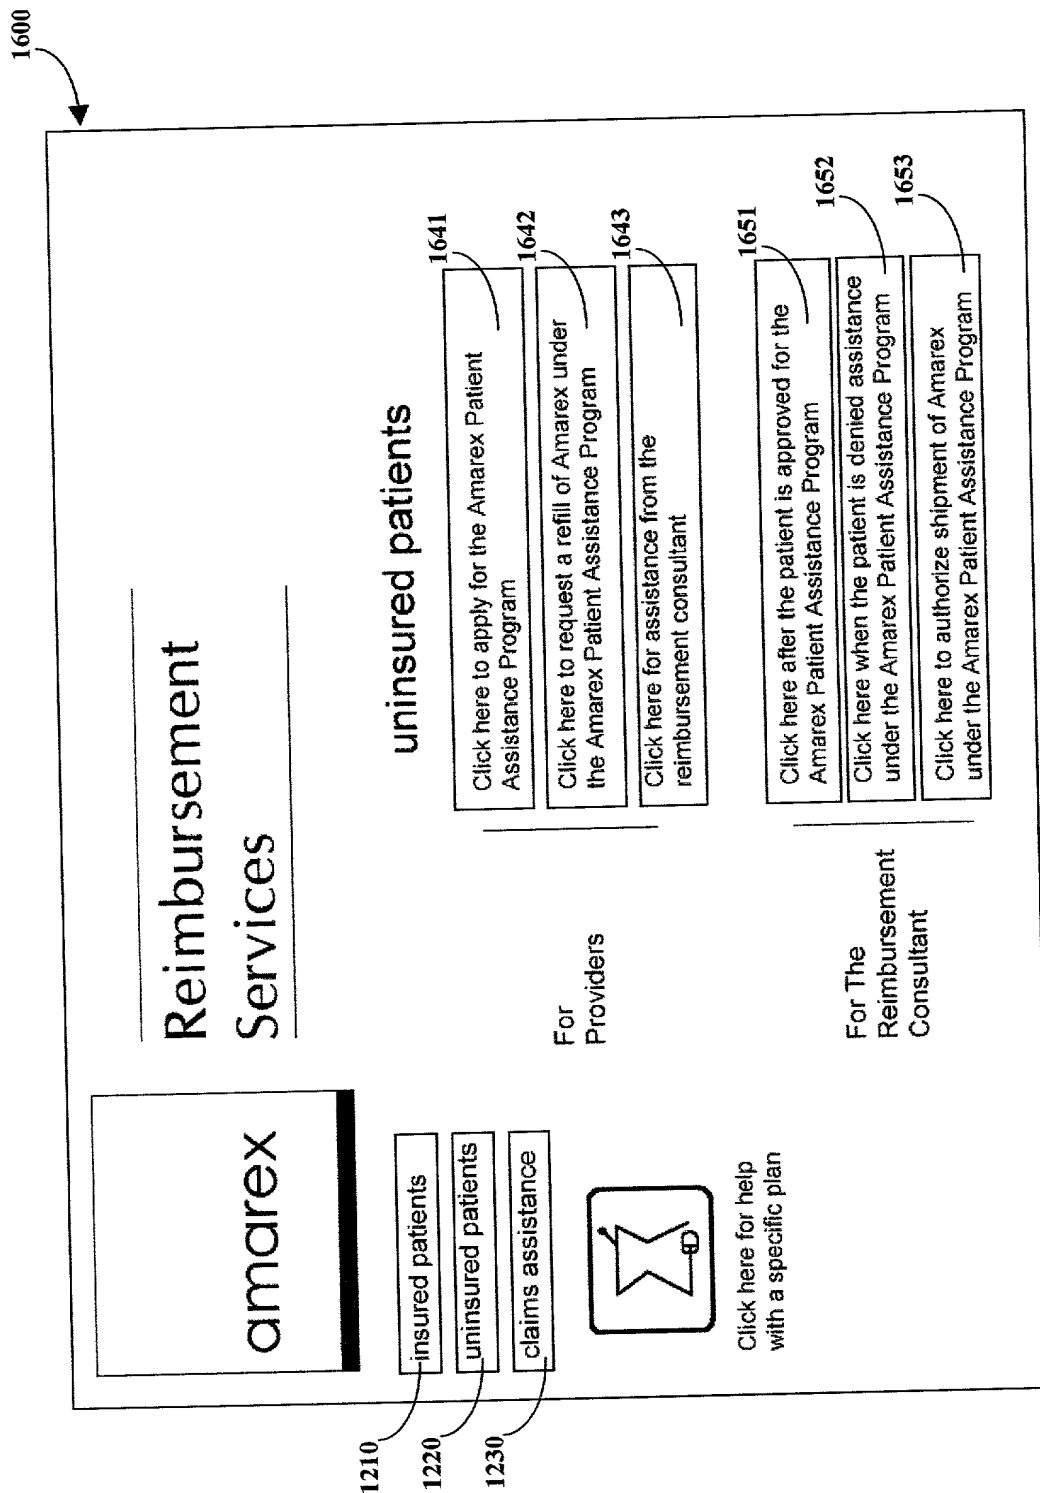 1600
amarex
Reimbursement
Services
1210
insured patients
1220
uninsured patients
1230
claims assistance
Click here for help
with a specific plan
uninsured patients
For
Providers
Click here to apply for the Amarex Patient
Assistance Program
1641
Click here to request a refill of Amarex under
the Amarex Patient Assistance Program
1642
Click here for assistance from the
reimbursement consultant
1643
For The
Reimbursement
Consultant
Click here after the patient is approved for the
Amarex Patient Assistance Program
1651
Click here when the patient is denied assistance
under the Amarex Patient Assistance Program
1652
Click here to authorize shipment of Amarex
under the Amarex Patient Assistance Program
1653